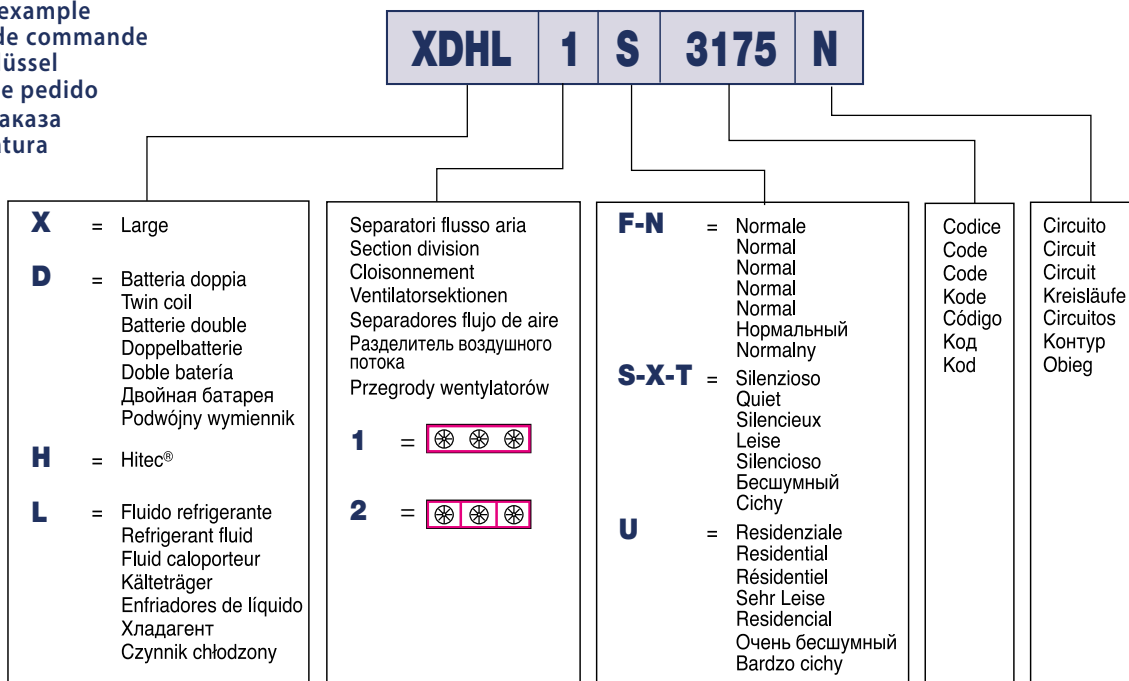 example
de commande
üssel
e pedido
аказа
atura
XDHL 1 S 3175 N
X = Large
D = Batteria doppia
Twin coil
Batterie double
Doppelbatterie
Doble batería
Двойная батарея
Podwójny wymiennik
H = Hitec®
L = Fluido refrigerante
Refrigerant fluid
Fluid caloporteur
Kälteträger
Enfriadores de líquido
Хладагент
Czynnik chłodzony
Separatori flusso aria
Section division
Cloisonnement
Ventilatorsektionen
Separadores flujo de aire
Разделитель воздушного
потока
Przegrody wentylatorów
1 =
2 =
F-N = Normale
Normal
Normal
Normal
Normal
Нормальный
Normalny
S-X-T = Silenzioso
Quiet
Silencieux
Leise
Silencioso
Бесшумный
Cichy
U = Residenziale
Residential
Résidentiel
Sehr Leise
Residencial
Очень бесшумный
Bardzo cichy
Codice
Code
Code
Kode
Código
Код
Kod
Circuito
Circuit
Circuit
Kreisläufe
Circuitos
Контур
Obieg